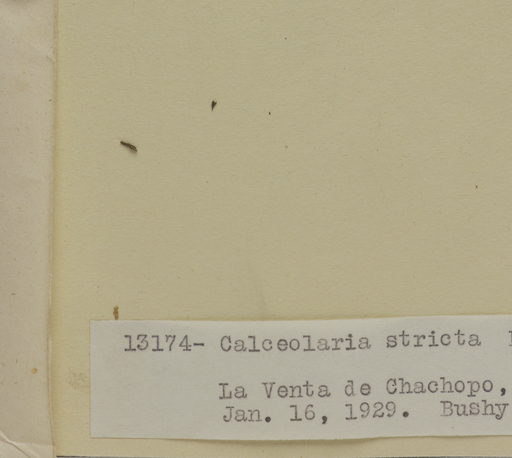 13174- Calceolaria stricta
La Venta de Chachopo,
Jan. 16, 1929. Bushy